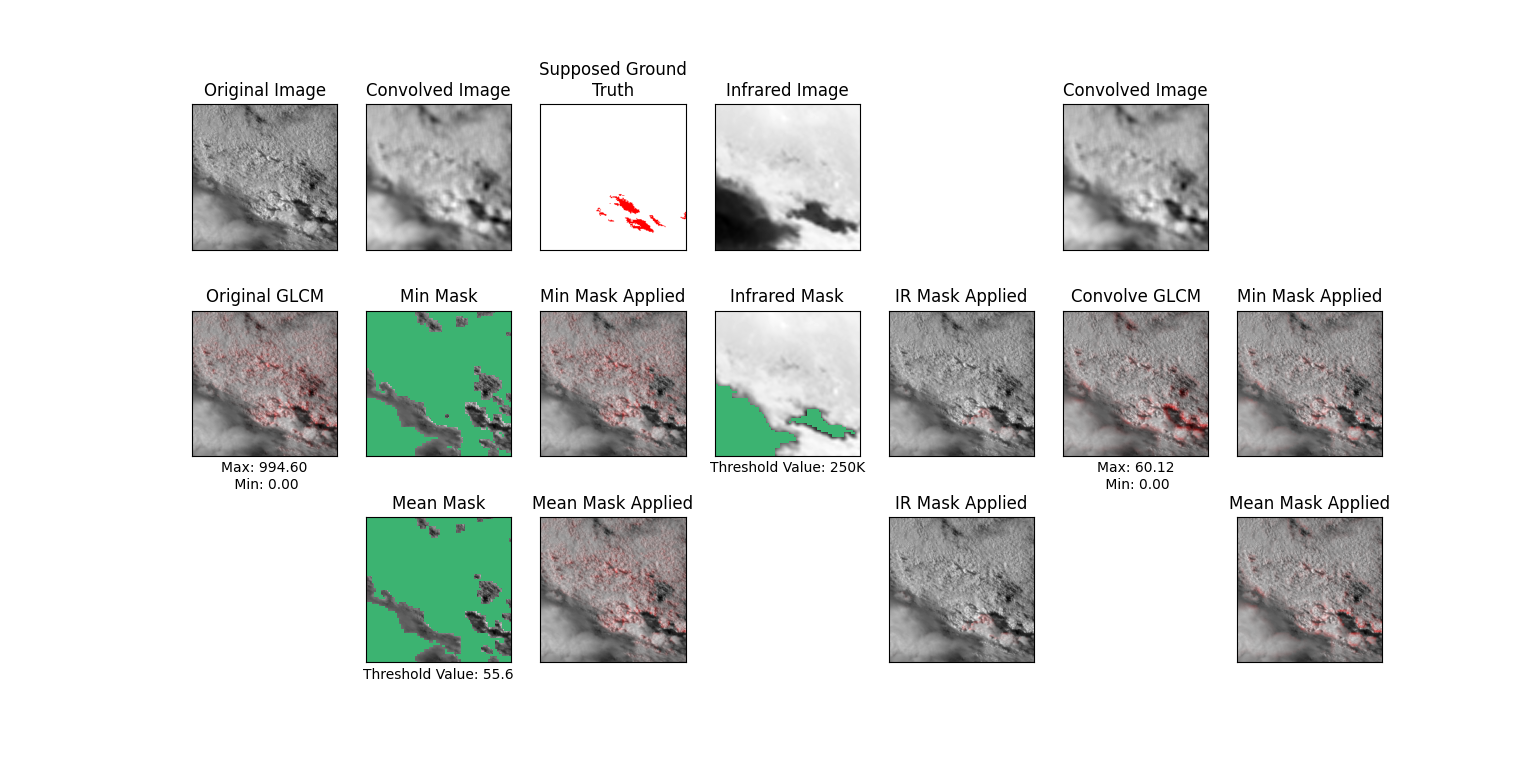 Original Image
Convolved Image
Supposed Ground
Truth
Infrared Image
Convolved Image
Original GLCM
Min Mask
Min Mask Applied
Infrared Mask
IR Mask Applied
Convolve GLCM
Min Mask Applied
Max: 994.60
Min: 0.00
Threshold Value: 250K
Max: 60.12
Min: 0.00
Mean Mask
Mean Mask Applied
IR Mask Applied
Mean Mask Applied
Threshold Value: 55.6